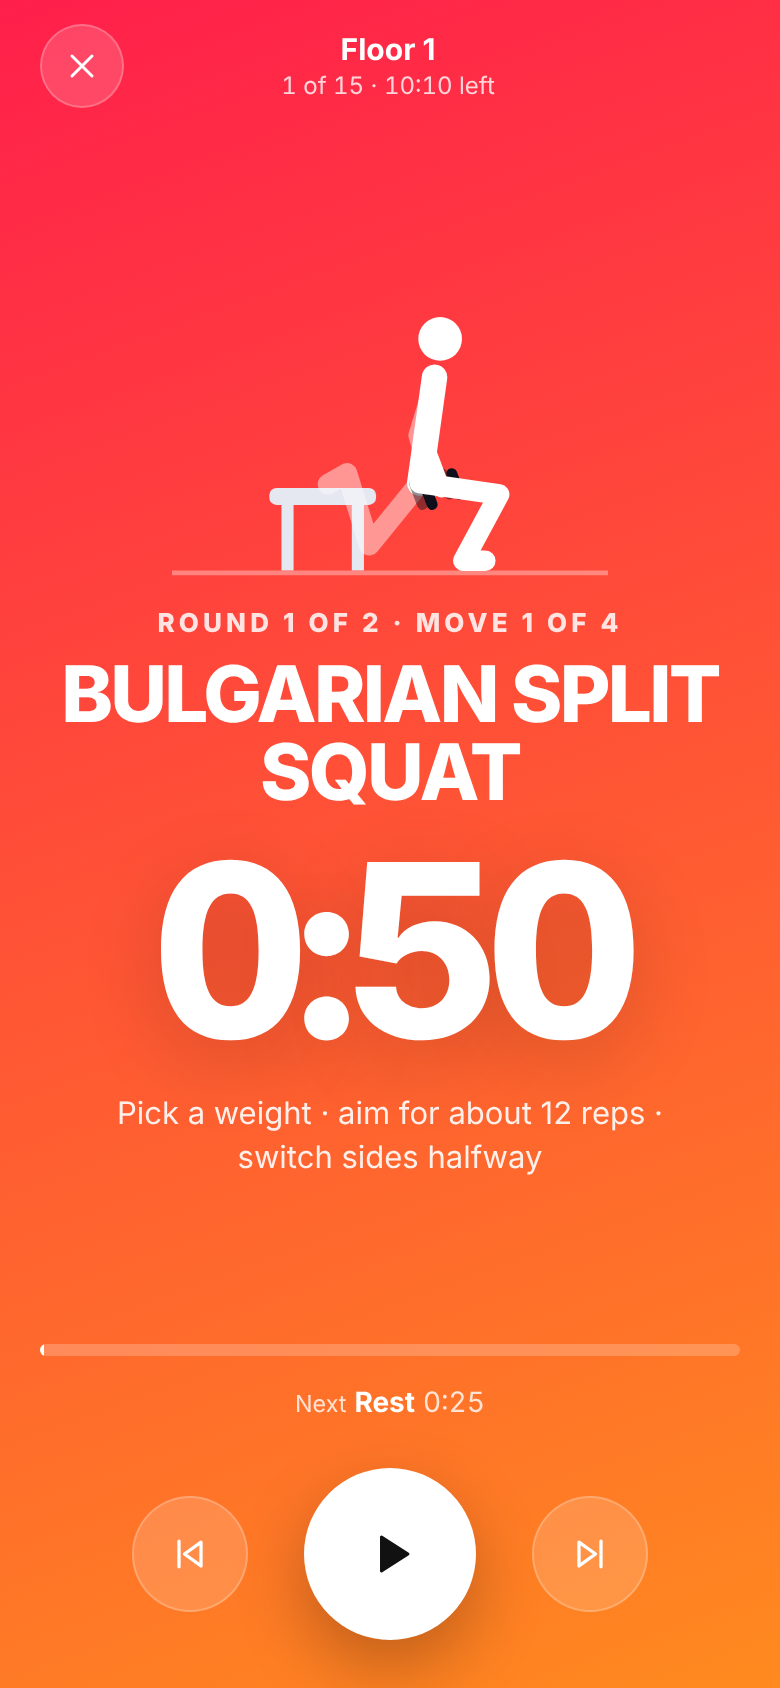 Floor 1
1 of 15 · 10:10 left
ROUND 1 OF 2 · MOVE 1 OF 4
BULGARIAN SPLIT
SQUAT
0:50
Pick a weight · aim for about 12 reps ·
switch sides halfway
Next Rest 0:25